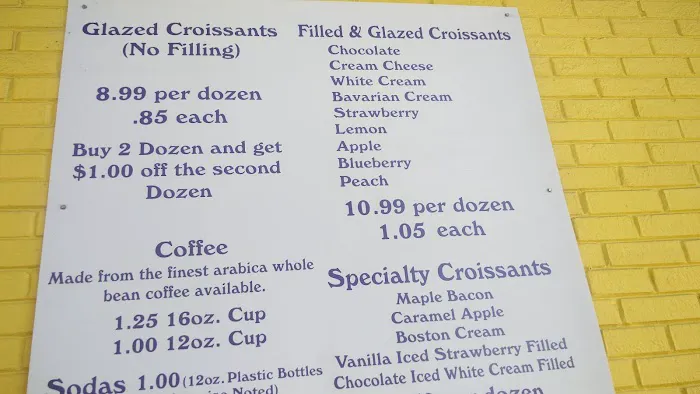 Glazed Croissants
(No Filling)
8.99 per dozen
.85 each
Buy 2 Dozen and get
$1.00 off the second
Dozen
Coffee
Made from the finest arabica whole
bean coffee available.
1.25 16oz. Cup
1.00 12oz. Cup
Sodas 1.00 (12oz. Plastic Bottles
Noted)
Filled & Glazed Croissants
Chocolate
Cream Cheese
White Cream
Bavarian Cream
Strawberry
Lemon
Apple
Blueberry
Peach
10.99 per dozen
1.05 each
Specialty Croissants
Maple Bacon
Caramel Apple
Boston Cream
Vanilla Iced Strawberry Filled
Chocolate Iced White Cream Filled
dozen